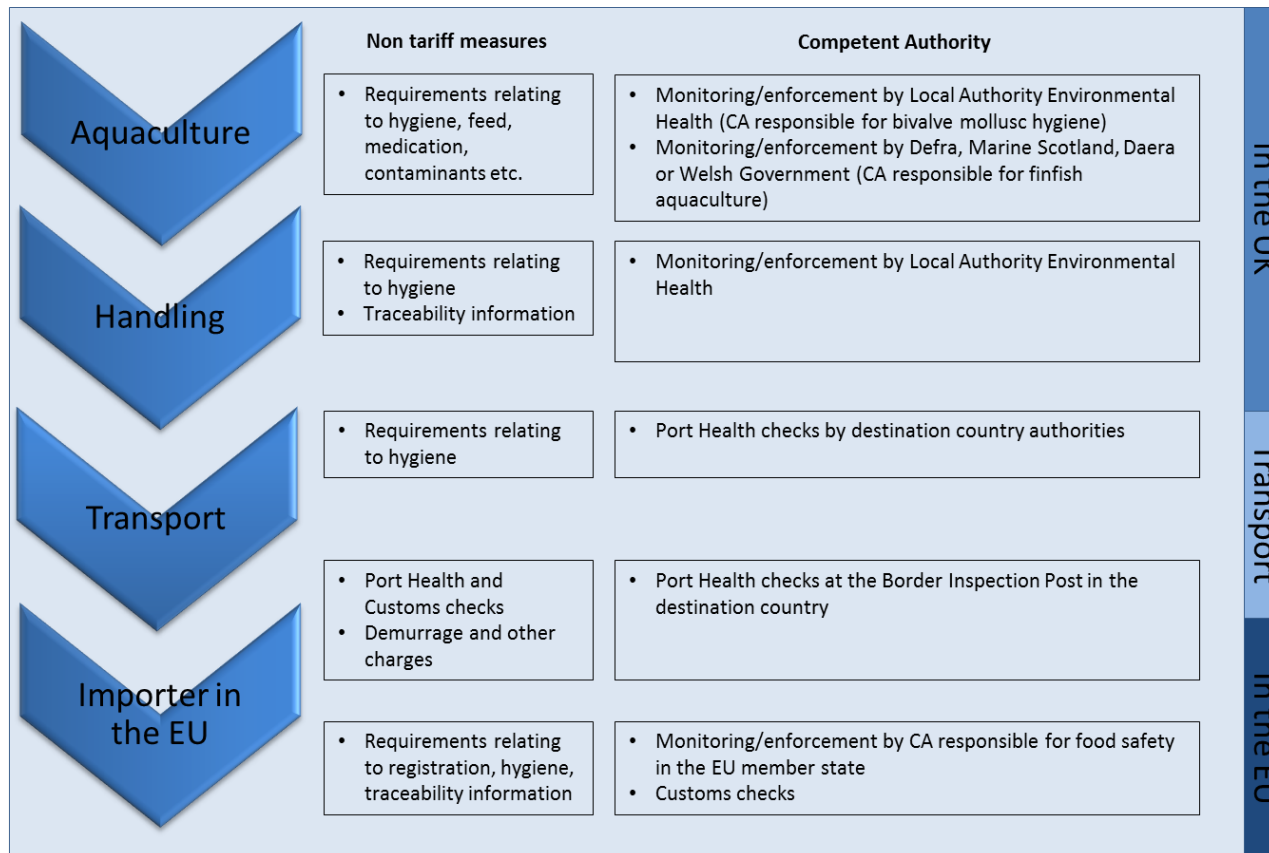 Non tariff measures
Competent Authority
Aquaculture
• Requirements relating
to hygiene, feed,
medication,
contaminants etc.
• Monitoring/enforcement by Local Authority Environmental
Health (CA responsible for bivalve mollusc hygiene)
• Monitoring/enforcement by Defra, Marine Scotland, Daera
or Welsh Government (CA responsible for finfish
aquaculture)
Handling
• Requirements relating
to hygiene
• Traceability information
• Monitoring/enforcement by Local Authority Environmental
Health
In the UK
Transport
• Requirements relating
to hygiene
• Port Health checks by destination country authorities
• Port Health and
Customs checks
• Demurrage and other
charges
• Port Health checks at the Border Inspection Post in the
destination country
Transport
Importer in
the EU
• Requirements relating
to registration, hygiene,
traceability information
• Monitoring/enforcement by CA responsible for food safety
in the EU member state
• Customs checks
In the EU